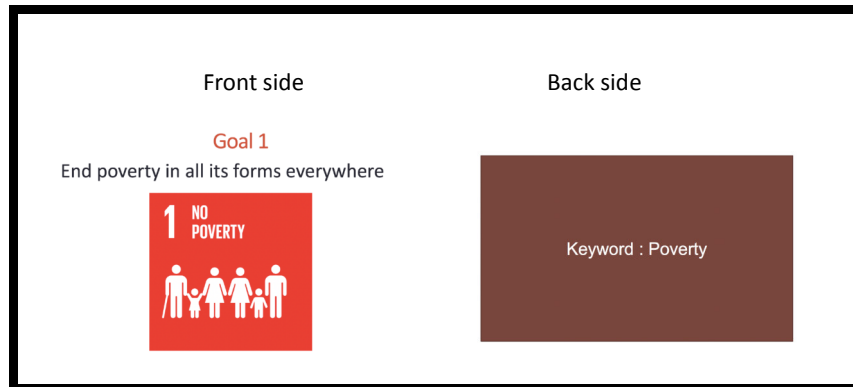 Front side
Back side
Goal 1
End poverty in all its forms everywhere
1 NO
POVERTY
Keyword : Poverty